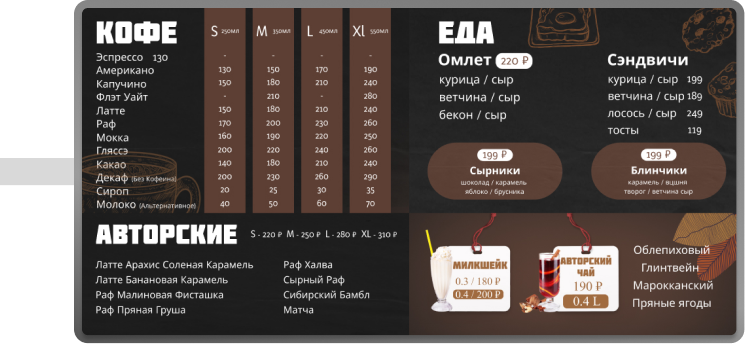 КОФЕ
S 250мл M 350мл L 450мл Xl 550мл
Эспрессо 130 - - - -
Американо 130 150 170 190
Капучино 150 180 210 240
Флэт Уайт - 210 - 280
Латте 150 180 210 240
Раф 170 200 230 260
Мокка 160 190 220 250
Гляссэ 200 220 240 260
Какао 140 180 210 240
Декаф (Без Кофеина) 200 230 260 290
Сироп 20 25 30 35
Молоко (Альтернативное) 40 50 60 70
ЕДА
Омлет 220 ₽
курица / сыр
ветчина / сыр
бекон / сыр
Сэндвичи
курица / сыр 199
ветчина / сыр 189
лосось / сыр 249
тосты 119
199 ₽
Сырники
шоколад / карамель
яблоко / брусника
199 ₽
Блинчики
карамель / вишня
творог / ветчина сыр
АВТОРСКИЕ
S - 220 ₽ M - 250 ₽ L - 280 ₽ XL - 310 ₽
Латте Арахис Соленая Карамель
Латте Банановая Карамель
Раф Малиновая Фисташка
Раф Пряная Груша
Раф Халва
Сырный Раф
Сибирский Бамбл
Матча
МИЛКШЕЙК
0.3 / 180 ₽
0.4 / 200 ₽
АВТОРСКИЙ
ЧАЙ
190 ₽
0.4 L
Облепиховый
Глинтвейн
Марокканский
Пряные ягоды